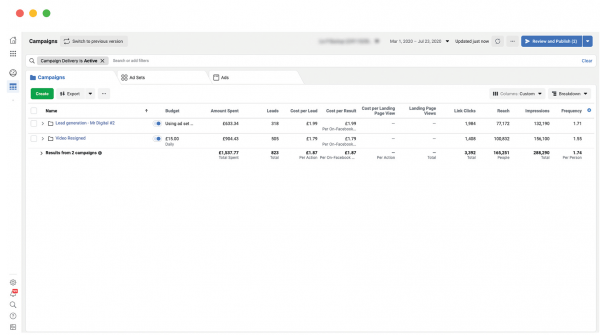 Campaigns Switch to previous version Mar 1, 2020 – Jul 23, 2020 Updated just now Review and Publish (2)
Campaign Delivery is Active Search or add filters Clear
Campaigns Ad Sets Ads
Create Export Columns: Custom Breakdown
Name Budget Amount Spent Leads Cost per Lead Cost per Result Cost per Landing Page View Landing Page Views Link Clicks Reach Impressions Frequency
Lead generation - Mr Digital #2 Using ad set ... £633.34 318 £1.99 £1.99 – – 1,984 77,172 132,190 1.71
Per On-Facebook...
Video Resigned £15.00 £904.43 505 £1.79 £1.79 – – 1,408 100,832 156,100 1.55
Daily Per On-Facebook...
Results from 2 campaigns £1,537.77 823 £1.87 £1.87 – – 3,392 165,251 288,290 1.74
Total Spent Total Per Action Per On-Facebook... Per Action Total Total People Total Per Person